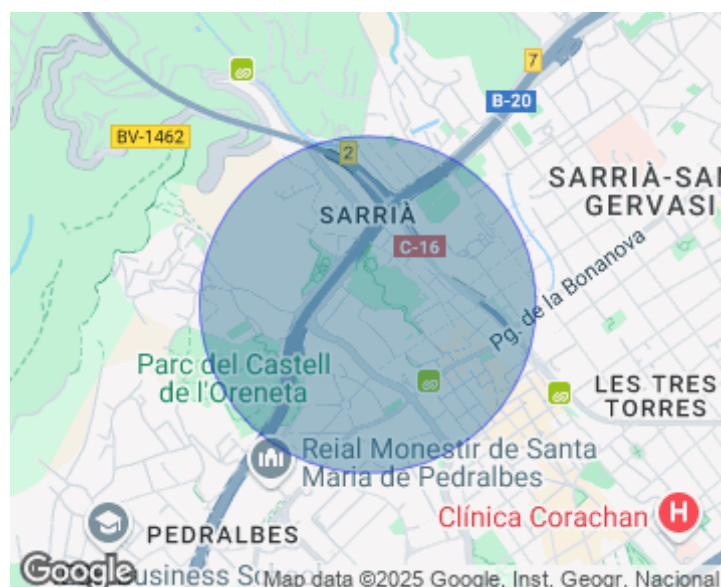 7
B-20
BV-1462
2
SARRIÀ-SAN
GERVASI
SARRIÀ
C-16
Pg. de la Bonanova
Parc del Castell
de l'Oreneta
LES TRES
TORRES
Reial Monestir de Santa
Maria de Pedralbes
Clínica Corachan
H
PEDRALBES
Business
Google
Map data ©2025 Google, Inst. Geogr. Nacional